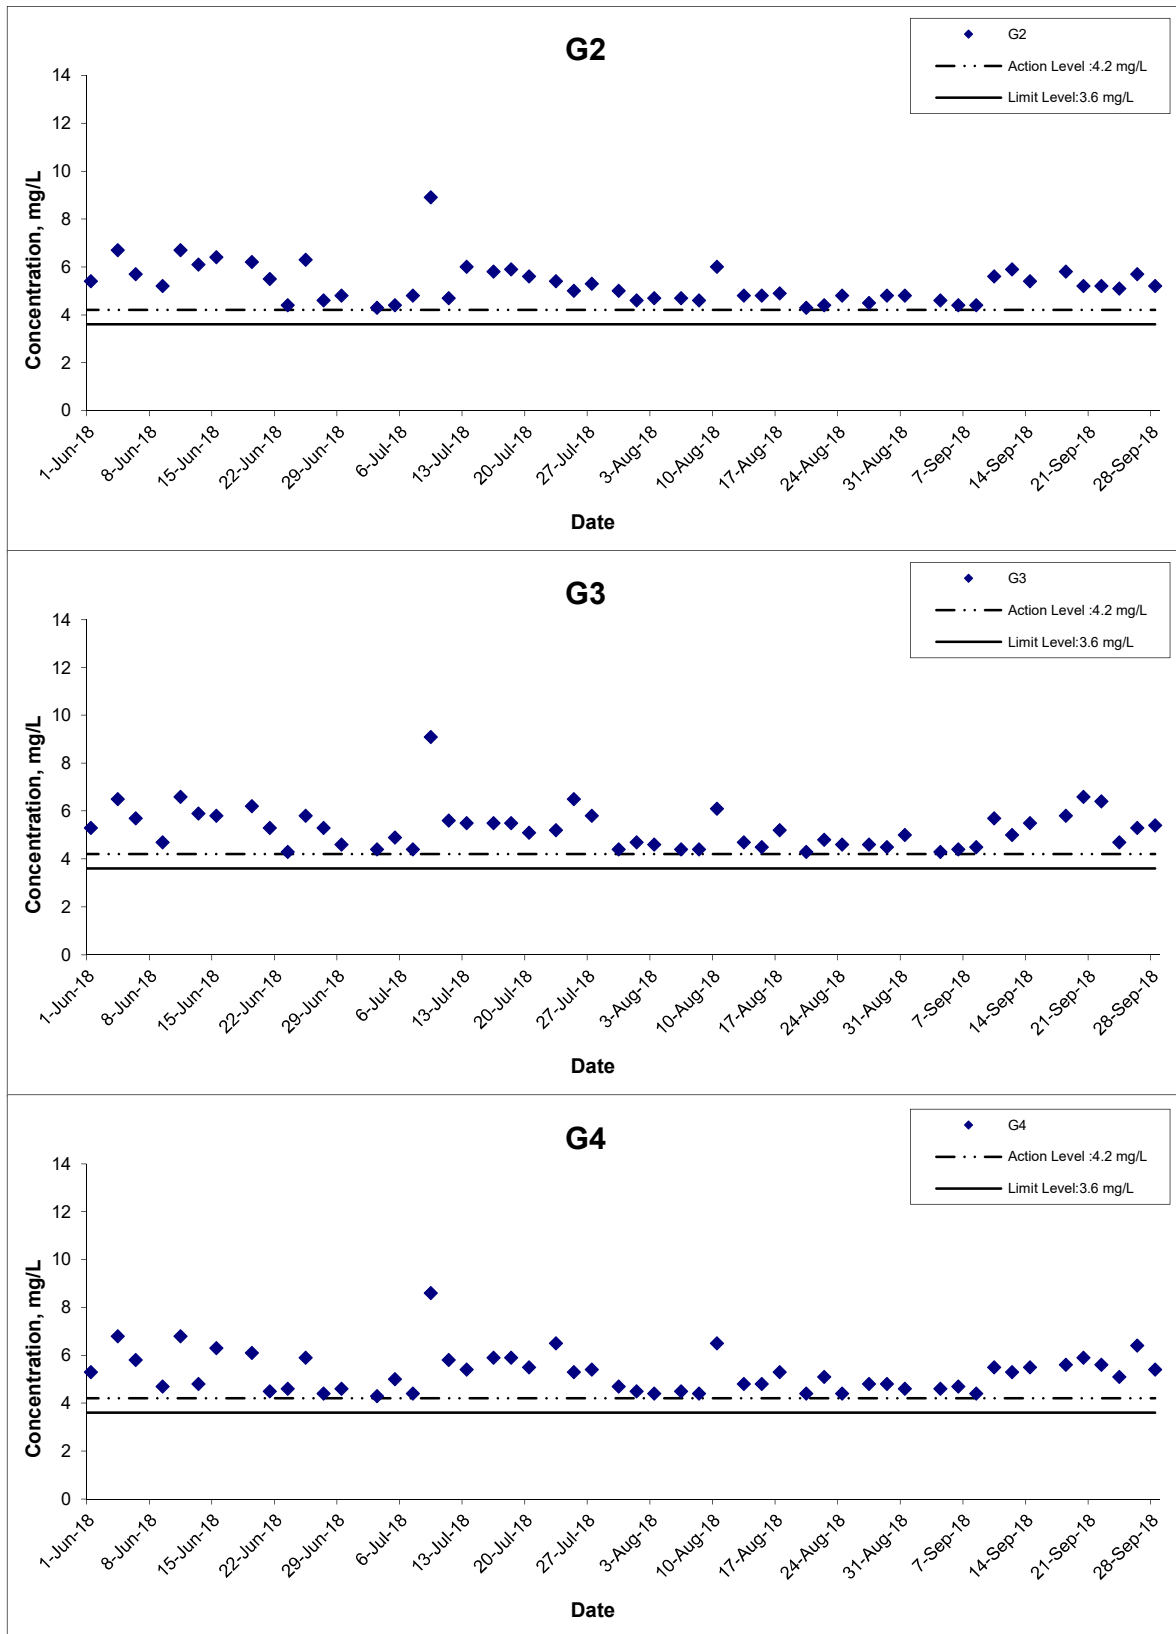 G2
G2
Action Level :4.2 mg/L
Limit Level:3.6 mg/L
Concentration, mg/L
14
12
10
8
6
4
2
0
1-Jun-18 8-Jun-18 15-Jun-18 22-Jun-18 29-Jun-18 6-Jul-18 13-Jul-18 20-Jul-18 27-Jul-18 3-Aug-18 10-Aug-18 17-Aug-18 24-Aug-18 31-Aug-18 7-Sep-18 14-Sep-18 21-Sep-18 28-Sep-18
Date
G3
G3
Action Level :4.2 mg/L
Limit Level:3.6 mg/L
Concentration, mg/L
14
12
10
8
6
4
2
0
1-Jun-18 8-Jun-18 15-Jun-18 22-Jun-18 29-Jun-18 6-Jul-18 13-Jul-18 20-Jul-18 27-Jul-18 3-Aug-18 10-Aug-18 17-Aug-18 24-Aug-18 31-Aug-18 7-Sep-18 14-Sep-18 21-Sep-18 28-Sep-18
Date
G4
G4
Action Level :4.2 mg/L
Limit Level:3.6 mg/L
Concentration, mg/L
14
12
10
8
6
4
2
0
1-Jun-18 8-Jun-18 15-Jun-18 22-Jun-18 29-Jun-18 6-Jul-18 13-Jul-18 20-Jul-18 27-Jul-18 3-Aug-18 10-Aug-18 17-Aug-18 24-Aug-18 31-Aug-18 7-Sep-18 14-Sep-18 21-Sep-18 28-Sep-18
Date